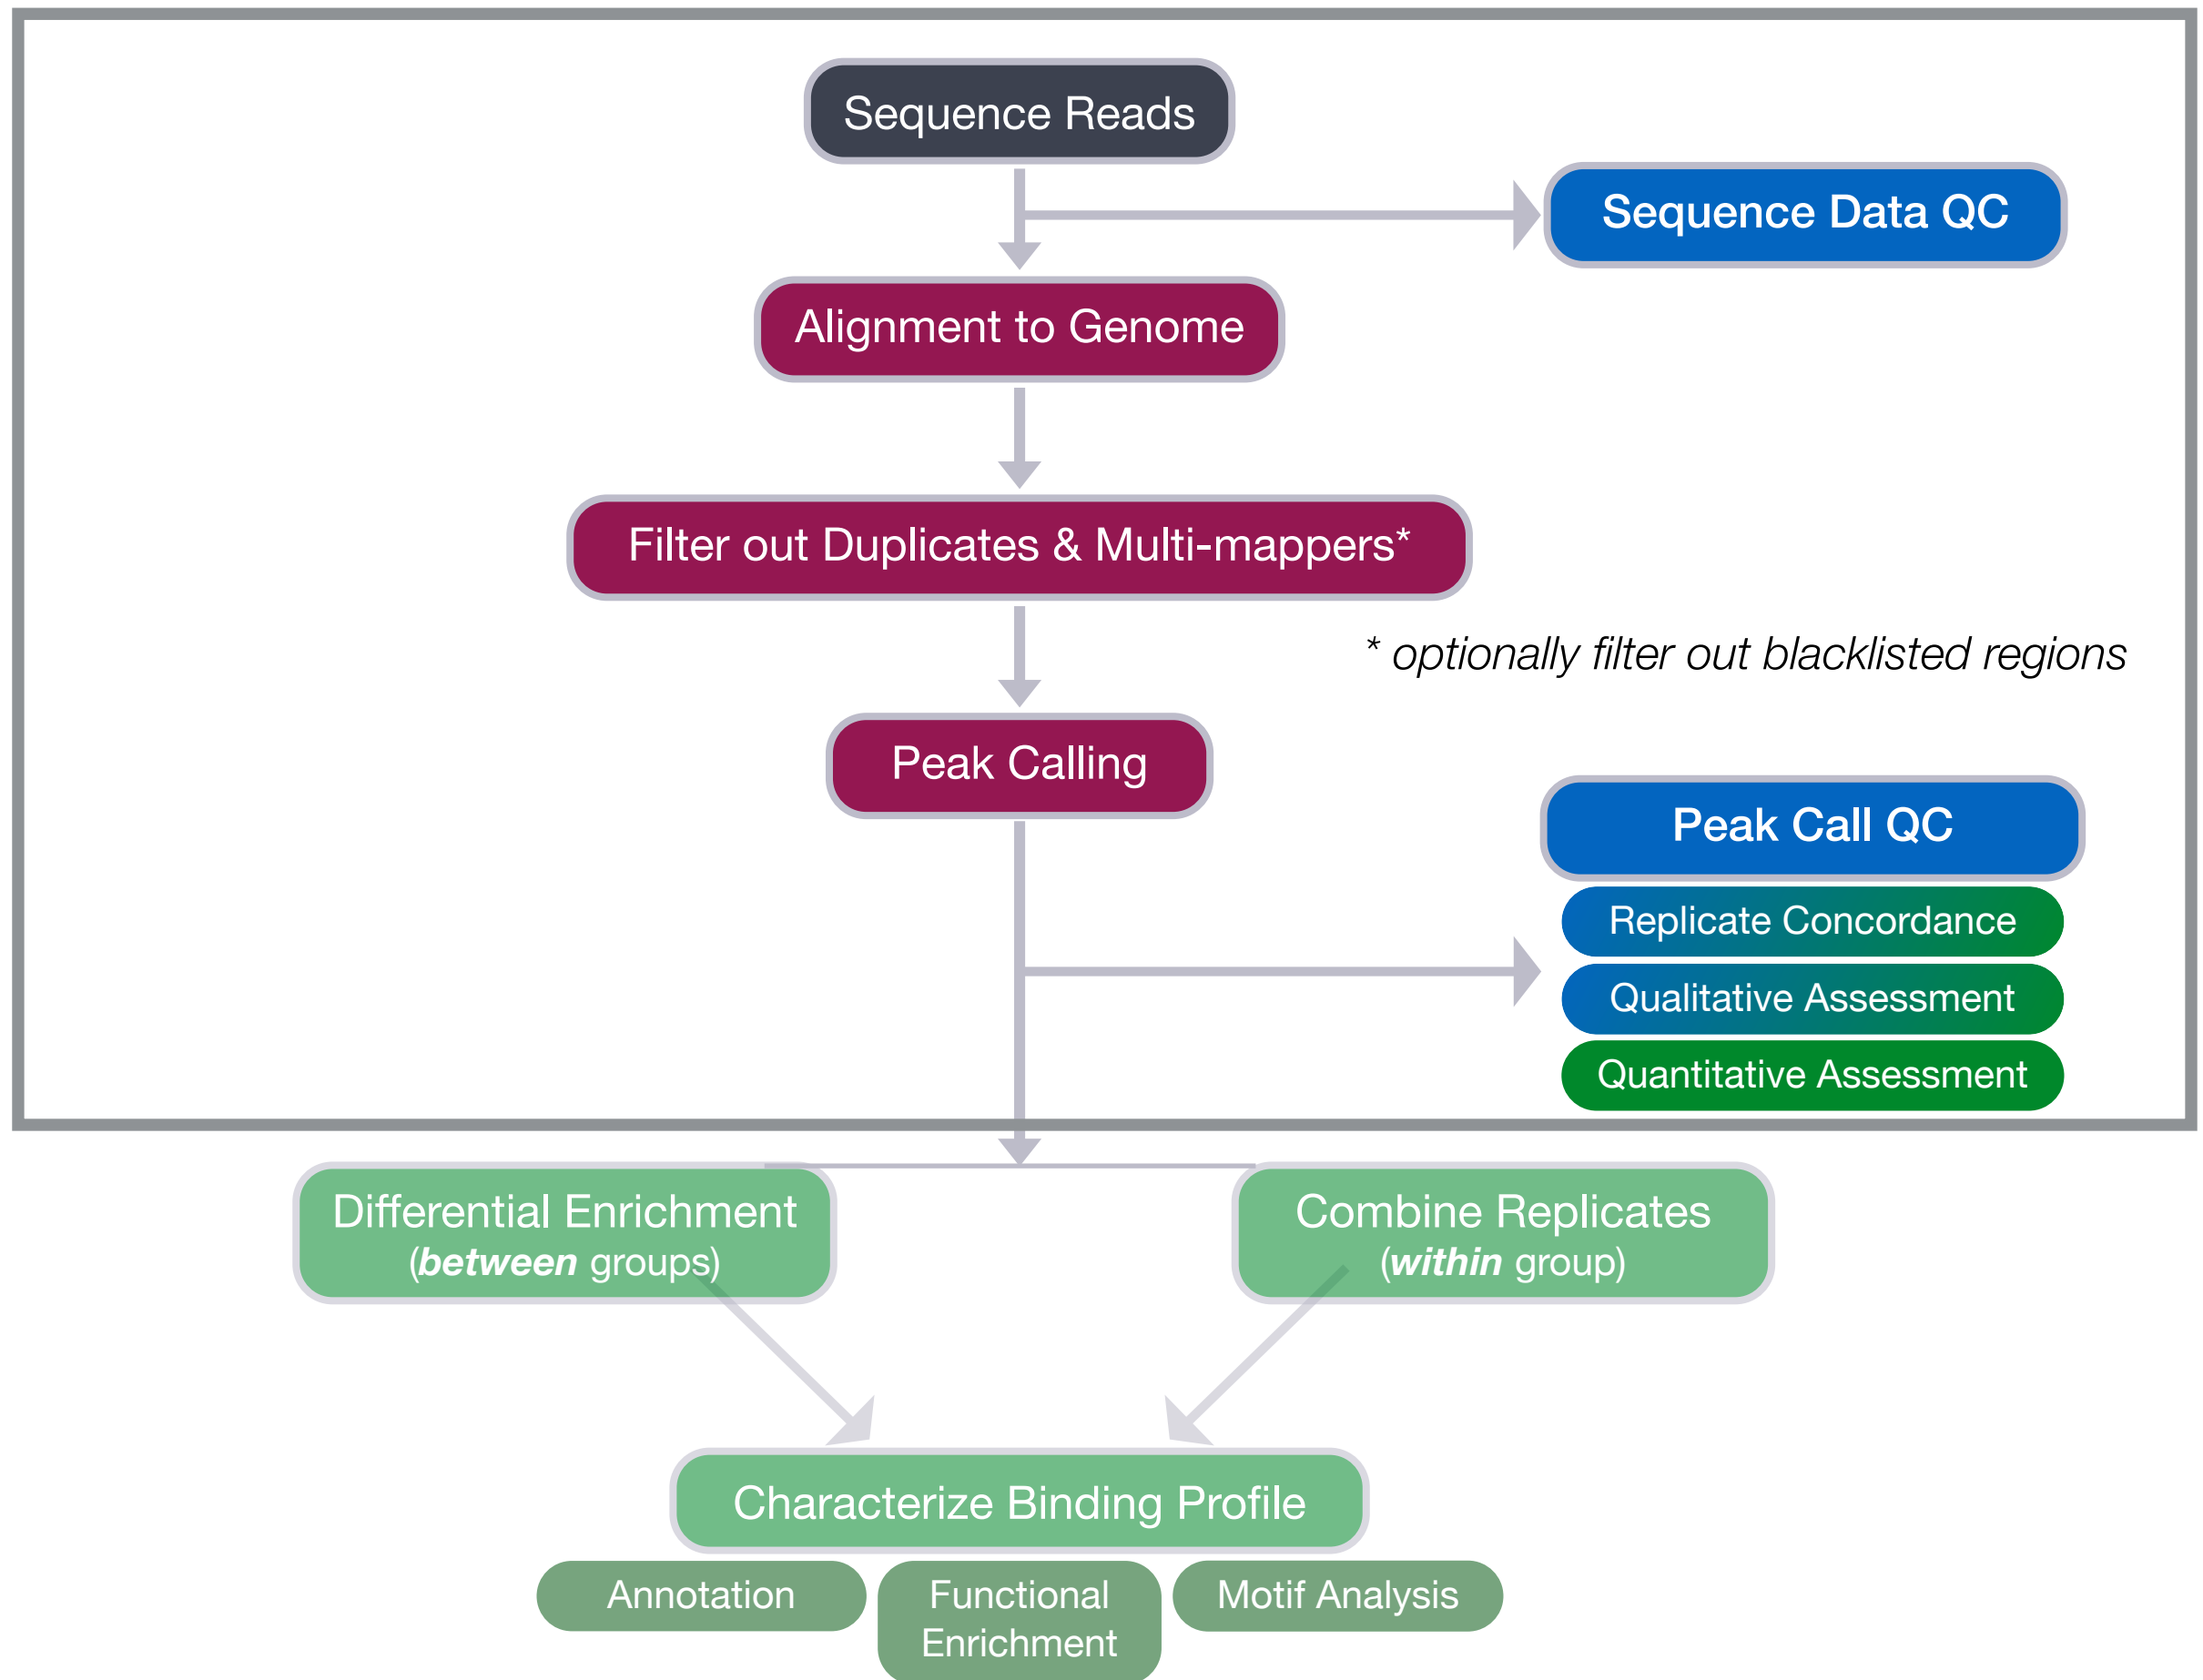 Sequence Reads
Sequence Data QC
Alignment to Genome
Filter out Duplicates & Multi-mappers*
* optionally filter out blacklisted regions
Peak Calling
Peak Call QC
Replicate Concordance
Qualitative Assessment
Quantitative Assessment
Differential Enrichment
(between groups)
Combine Replicates
(within group)
Characterize Binding Profile
Annotation
Functional
Enrichment
Motif Analysis